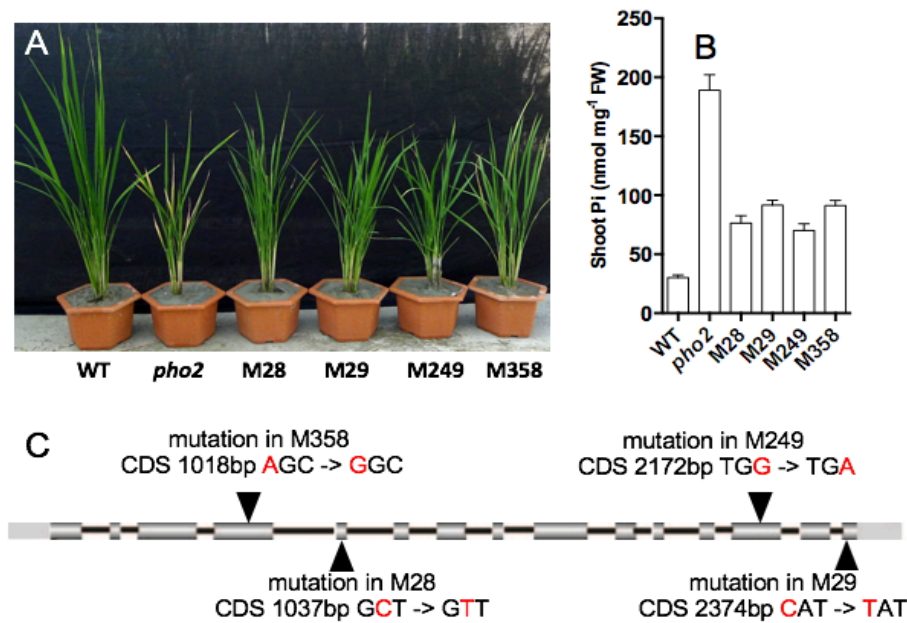 A
WT pho2 M28 M29 M249 M358
B
Shoot Pi (nmol mg-1 FW)
250
200
150
100
50
0
WT pho2 M28 M29 M249 M358
C
mutation in M358
CDS 1018bp AGC -> GGC
mutation in M249
CDS 2172bp TGG -> TGA
mutation in M28
CDS 1037bp GCT -> GTT
mutation in M29
CDS 2374bp CAT -> TAT